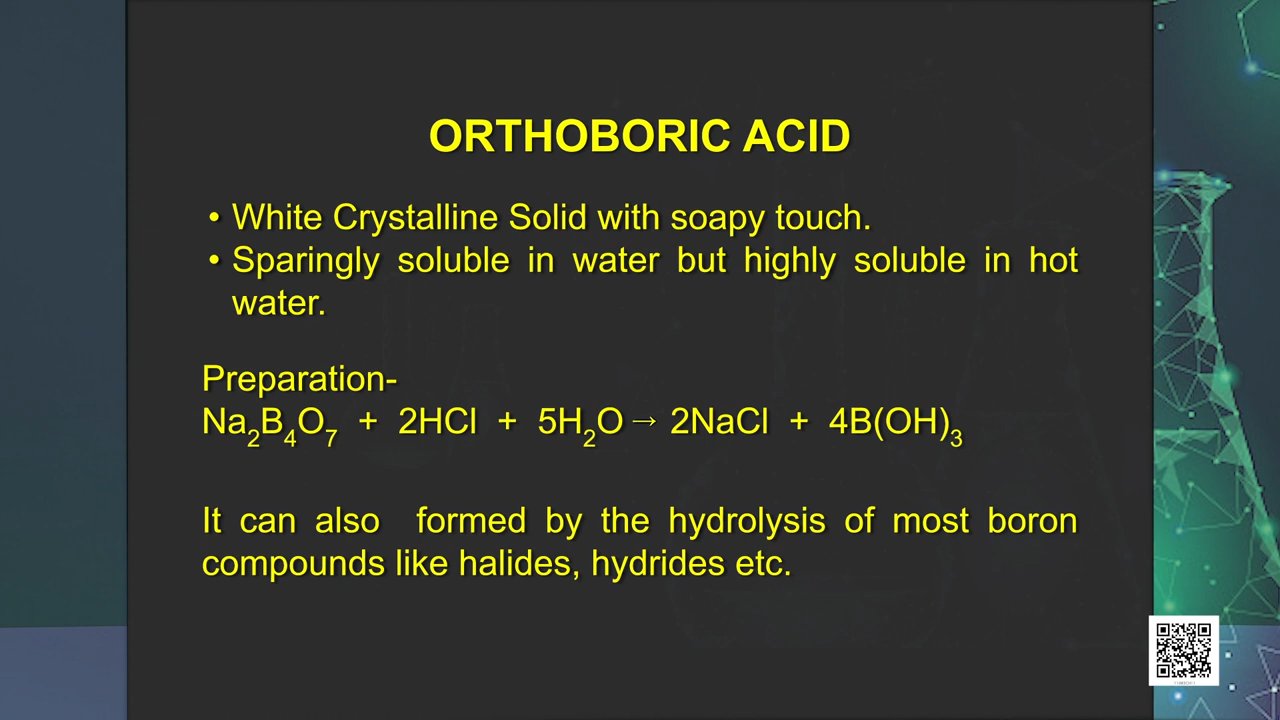 ORTHOBORIC ACID
• White Crystalline Solid with soapy touch.
• Sparingly soluble in water but highly soluble in hot
water.
Preparation-
Na₂B₄O₇ + 2HCl + 5H₂O → 2NaCl + 4B(OH)₃
It can also formed by the hydrolysis of most boron
compounds like halides, hydrides etc.